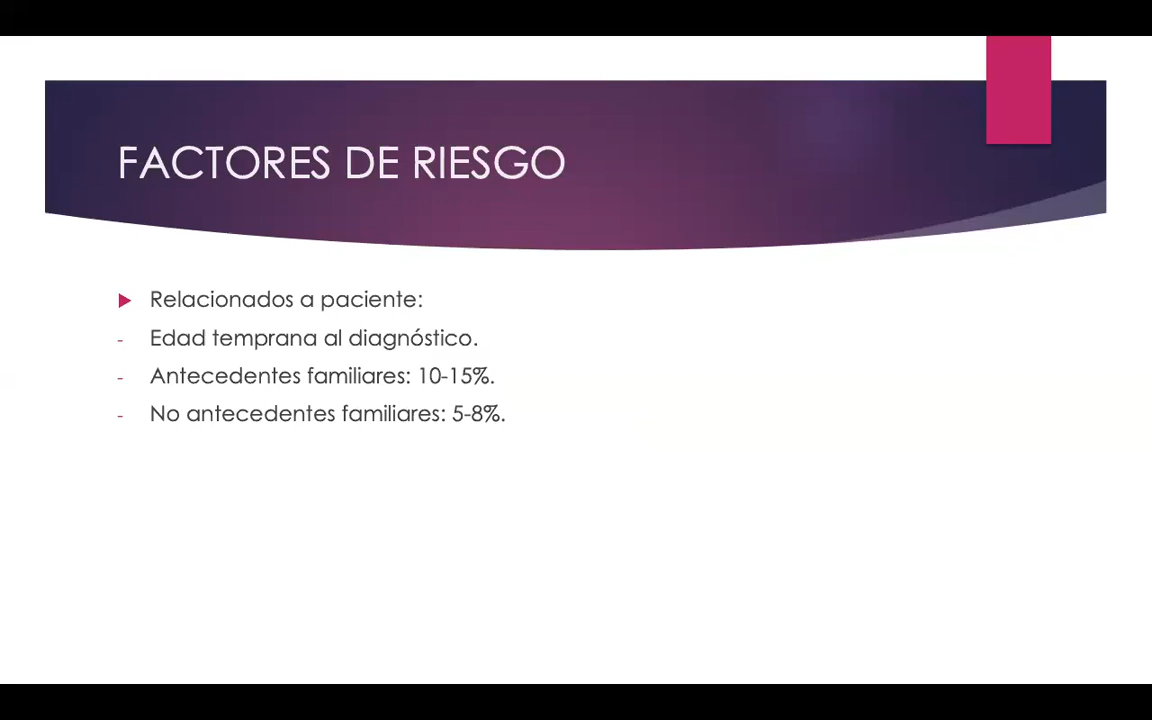 FACTORES DE RIESGO
Relacionados a paciente:
- Edad temprana al diagnóstico.
- Antecedentes familiares: 10-15%.
- No antecedentes familiares: 5-8%.